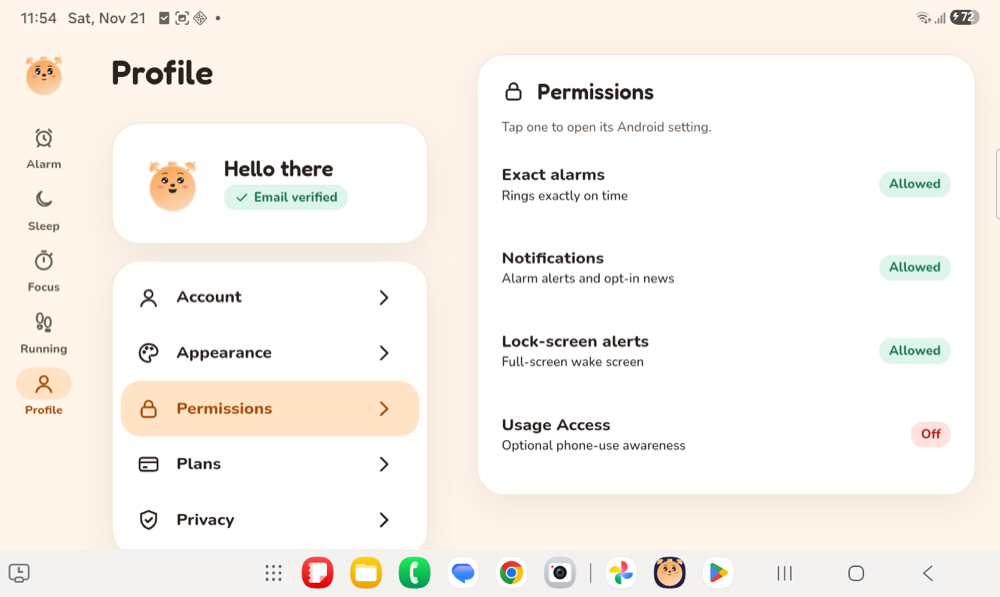 11:54 Sat, Nov 21
72
Profile
Alarm
Sleep
Focus
Running
Profile
Hello there
Email verified
Account
Appearance
Permissions
Plans
Privacy
Permissions
Tap one to open its Android setting.
Exact alarms
Rings exactly on time
Allowed
Notifications
Alarm alerts and opt-in news
Allowed
Lock-screen alerts
Full-screen wake screen
Allowed
Usage Access
Optional phone-use awareness
Off